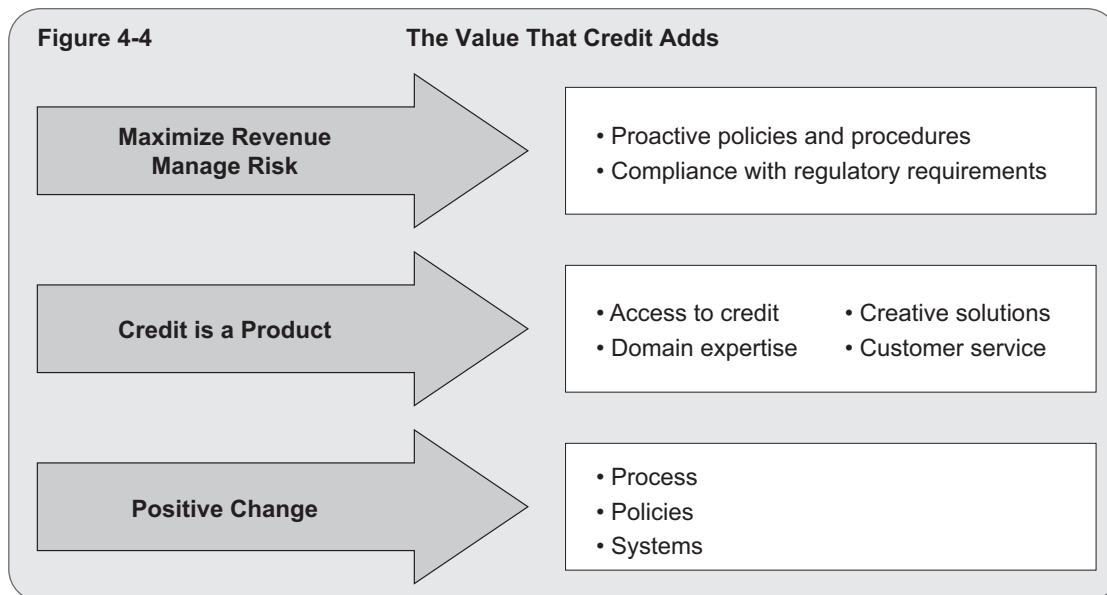 Figure 4-4 The Value That Credit Adds
Maximize Revenue
Manage Risk
• Proactive policies and procedures
• Compliance with regulatory requirements
Credit is a Product
• Access to credit • Creative solutions
• Domain expertise • Customer service
Positive Change
• Process
• Policies
• Systems